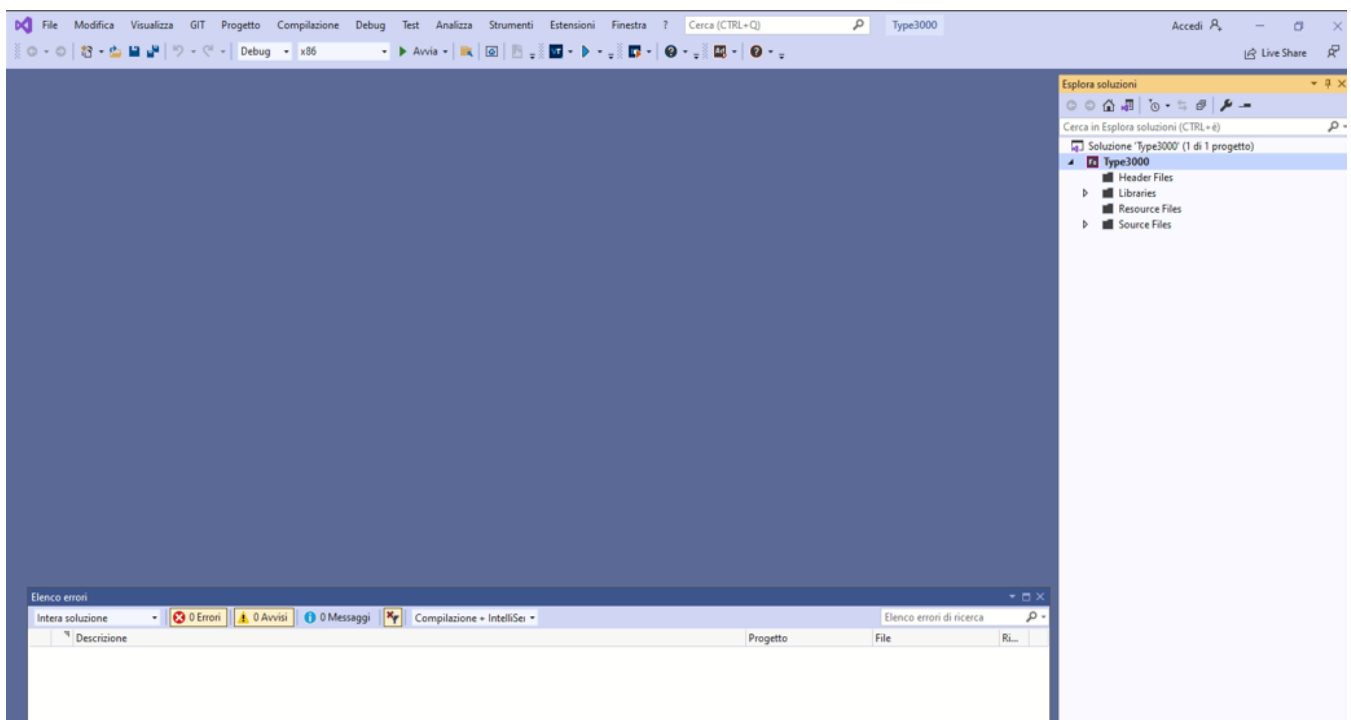 File Modifica Visualizza GIT Progetto Compilazione Debug Test Analizza Strumenti Estensioni Finestra ? Cerca (CTRL+Q) Type3000 Accedi
Debug x86 Avvia Live Share
Esplora soluzioni
Cerca in Esplora soluzioni (CTRL+è)
Soluzione 'Type3000' (1 di 1 progetto)
Type3000
Header Files
Libraries
Resource Files
Source Files
Elenco errori
Intera soluzione 0 Errori 0 Avvisi 0 Messaggi Compilazione + IntelliSe Elenco errori di ricerca
Descrizione Progetto File Ri...